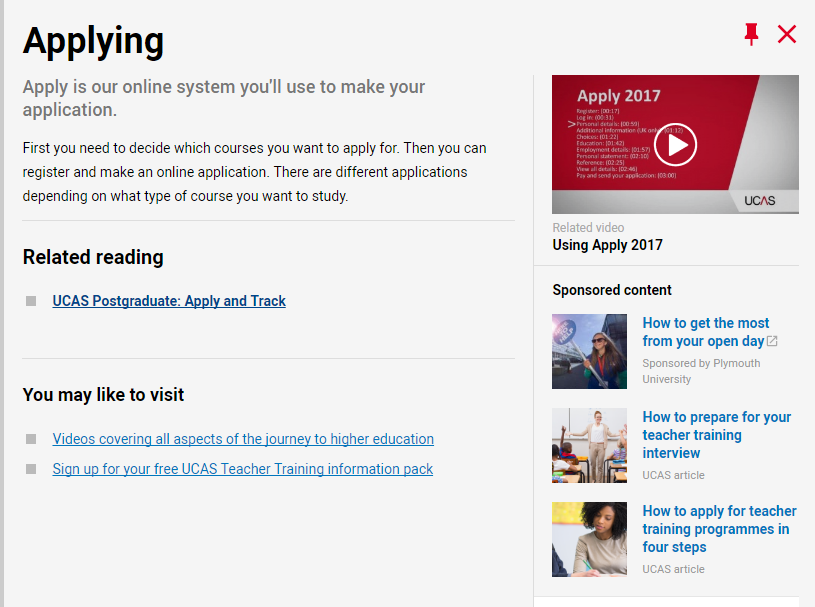 Applying
Apply is our online system you'll use to make your
application.
First you need to decide which courses you want to apply for. Then you can
register and make an online application. There are different applications
depending on what type of course you want to study.
Related reading
UCAS Postgraduate: Apply and Track
You may like to visit
Videos covering all aspects of the journey to higher education
Sign up for your free UCAS Teacher Training information pack
Apply 2017
Register: (00:17)
Log In: (00:31)
> Personal details: (00:59)
Additional information (UK only): (01:12)
Choices: (01:22)
Education: (01:42)
Employment details: (01:57)
Personal statement: (02:10)
Reference: (02:25)
View all details: (02:46)
Pay and send your application: (03:00)
UCAS
Related video
Using Apply 2017
Sponsored content
How to get the most
from your open day
Sponsored by Plymouth
University
How to prepare for your
teacher training
interview
UCAS article
How to apply for teacher
training programmes in
four steps
UCAS article